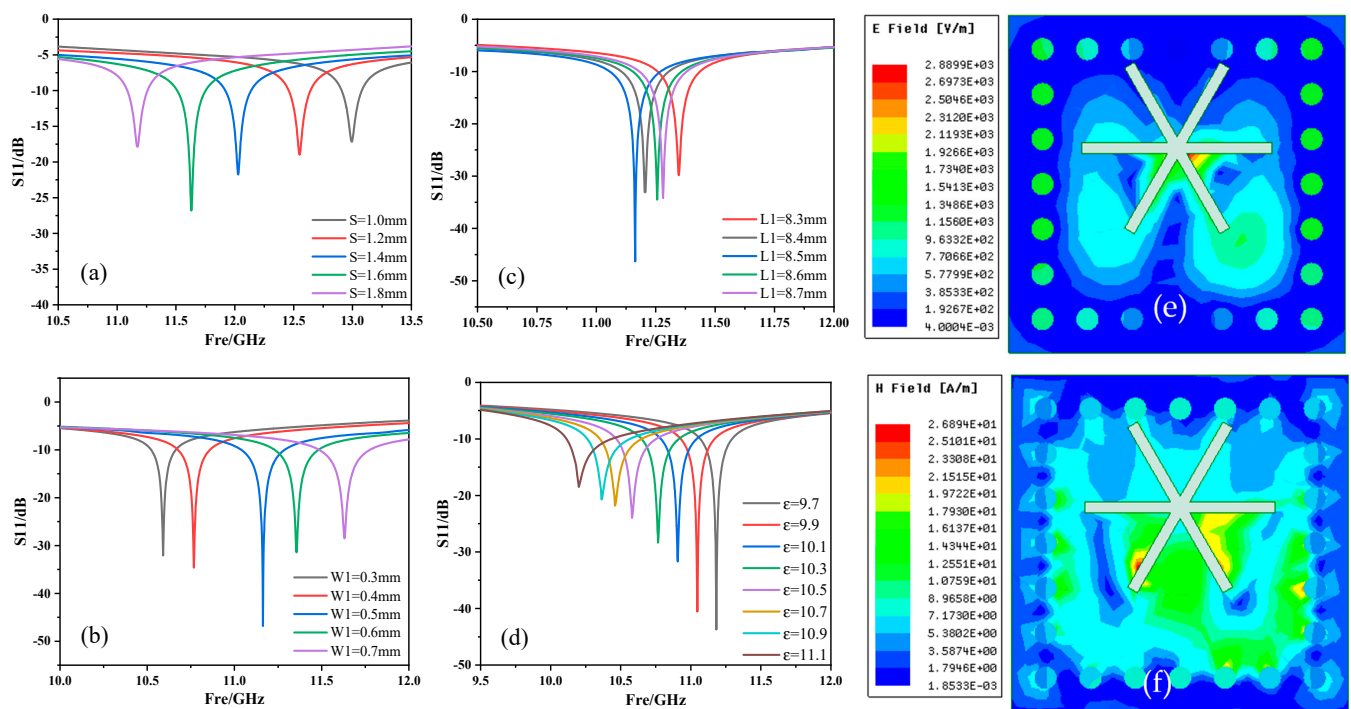 0
-5
-10
-15
-20
-25
-30
-35
-40
10.5
11.0
11.5
12.0
12.5
13.0
13.5
S11/dB
Fre/GHz
(a)
S=1.0mm
S=1.2mm
S=1.4mm
S=1.6mm
S=1.8mm
0
-10
-20
-30
-40
-50
10.50
10.75
11.00
11.25
11.50
11.75
12.00
S11/dB
Fre/GHz
(c)
L1=8.3mm
L1=8.4mm
L1=8.5mm
L1=8.6mm
L1=8.7mm
E Field [V/m]
2.8899E+03
2.6973E+03
2.5046E+03
2.3120E+03
2.1193E+03
1.9266E+03
1.7340E+03
1.5413E+03
1.3486E+03
1.1560E+03
9.6332E+02
7.7066E+02
5.7799E+02
3.8533E+02
1.9267E+02
4.0004E-03
(e)
0
-10
-20
-30
-40
-50
10.0
10.5
11.0
11.5
12.0
S11/dB
Fre/GHz
(b)
W1=0.3mm
W1=0.4mm
W1=0.5mm
W1=0.6mm
W1=0.7mm
0
-10
-20
-30
-40
-50
9.5
10.0
10.5
11.0
11.5
12.0
S11/dB
Fre/GHz
(d)
ε=9.7
ε=9.9
ε=10.1
ε=10.3
ε=10.5
ε=10.7
ε=10.9
ε=11.1
H Field [A/m]
2.6894E+01
2.5101E+01
2.3308E+01
2.1515E+01
1.9722E+01
1.7930E+01
1.6137E+01
1.4344E+01
1.2551E+01
1.0759E+01
8.9658E+00
7.1730E+00
5.3802E+00
3.5874E+00
1.7946E+00
1.8533E-03
(f)